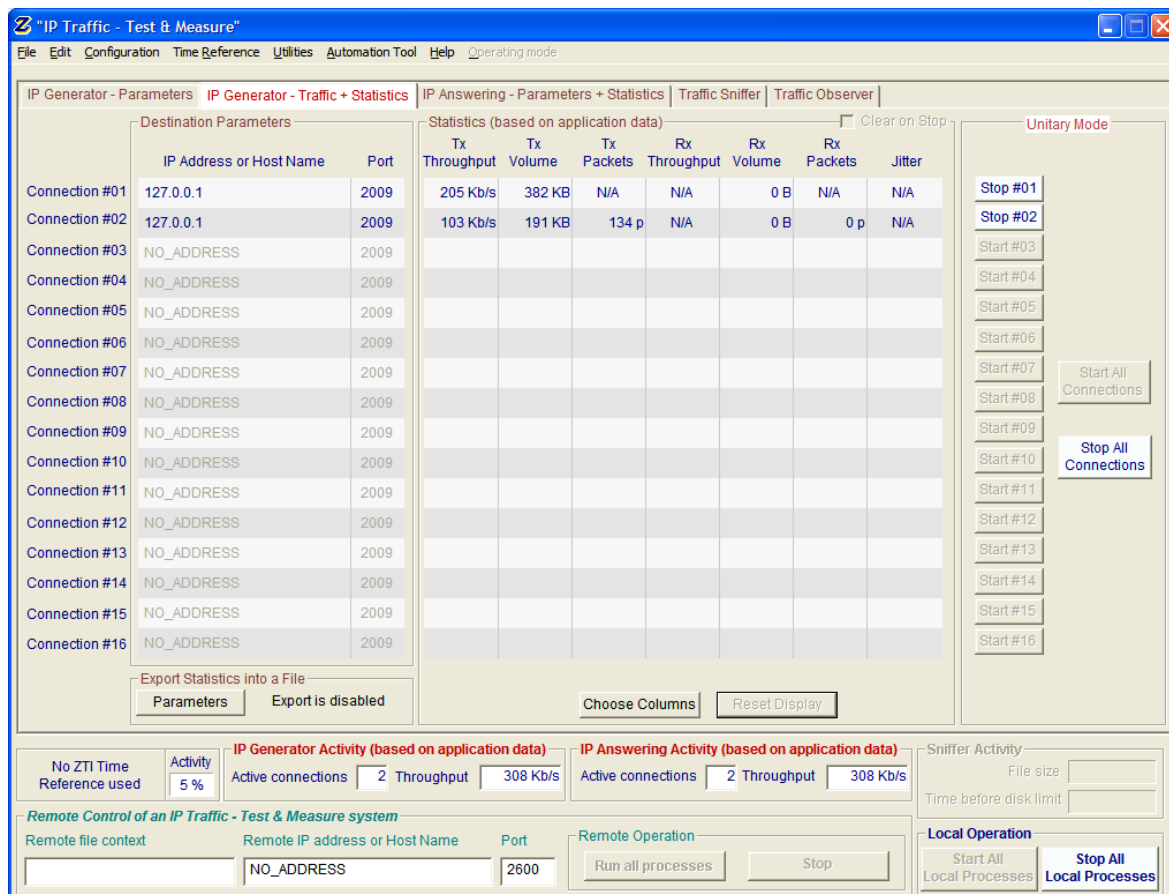 "IP Traffic - Test & Measure"
File Edit Configuration Time Reference Utilities Automation Tool Help Operating mode
IP Generator - Parameters IP Generator - Traffic + Statistics IP Answering - Parameters + Statistics Traffic Sniffer Traffic Observer
Destination Parameters Statistics (based on application data) Clear on Stop Unitary Mode
Tx Tx Tx Rx Rx Rx
IP Address or Host Name Port Throughput Volume Packets Throughput Volume Packets Jitter
Connection #01 127.0.0.1 2009 205 Kb/s 382 KB N/A N/A 0 B N/A N/A Stop #01
Connection #02 127.0.0.1 2009 103 Kb/s 191 KB 134 p N/A 0 B 0 p N/A Stop #02
Connection #03 NO_ADDRESS 2009 Start #03
Connection #04 NO_ADDRESS 2009 Start #04
Connection #05 NO_ADDRESS 2009 Start #05
Connection #06 NO_ADDRESS 2009 Start #06
Connection #07 NO_ADDRESS 2009 Start #07 Start All
Connection #08 NO_ADDRESS 2009 Start #08 Connections
Connection #09 NO_ADDRESS 2009 Start #09
Connection #10 NO_ADDRESS 2009 Start #10 Stop All
Connections
Connection #11 NO_ADDRESS 2009 Start #11
Connection #12 NO_ADDRESS 2009 Start #12
Connection #13 NO_ADDRESS 2009 Start #13
Connection #14 NO_ADDRESS 2009 Start #14
Connection #15 NO_ADDRESS 2009 Start #15
Connection #16 NO_ADDRESS 2009 Start #16
Export Statistics into a File
Parameters Export is disabled Choose Columns Reset Display
No ZTI Time
Reference used
Activity
5 %
IP Generator Activity (based on application data)
Active connections 2 Throughput 308 Kb/s
IP Answering Activity (based on application data)
Active connections 2 Throughput 308 Kb/s
Sniffer Activity
File size
Time before disk limit
Remote Control of an IP Traffic - Test & Measure system
Remote file context Remote IP address or Host Name Port
NO_ADDRESS 2600
Remote Operation
Run all processes Stop
Local Operation
Start All
Local Processes
Stop All
Local Processes